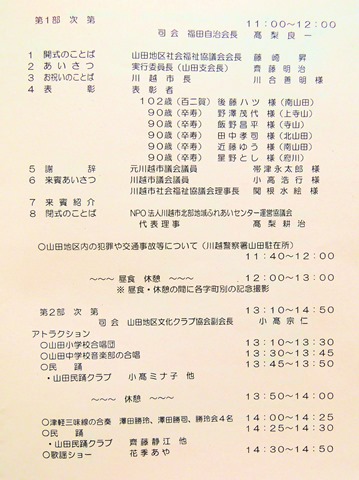 第1部 次 第 11:00〜12:00
司 会 福田自治会長 高 梨 良 一
1 開式のことば 山田地区社会福祉協議会会長 藤 崎 昇
2 あ い さ つ 実行委員長(山田支会長) 齊 藤 明 治
3 お祝いのことば 川 越 市 長 川 合 善 明 様
4 表 彰 表 彰 者
102歳(百二賀) 後 藤 ハ ツ 様(南山田)
90歳(卒寿) 野 澤 茂 代 様(上寺山)
90歳(卒寿) 飯 野 昌 平 様(寺山)
90歳(卒寿) 田 中 孝 司 様(北山田)
90歳(卒寿) 近 藤 ゆ う 様(南山田)
90歳(卒寿) 星 野 と し 様(府川)
5 謝 辞 元川越市議会議員 帯 津 永太郎 様
6 来賓あいさつ 川越市議会議員 小 髙 浩 行 様
川越市社会福祉協議会理事長 関 根 水 絵 様
7 来 賓 紹 介
8 閉式のことば NPO法人川越市北部地域ふれあいセンター運営協議会
代 表 理 事 高 梨 耕 治
○山田地区内の犯罪や交通事故等について(川越警察署山田駐在所)
11:40〜12:00
〜〜〜 昼食 休憩 〜〜〜 12:00〜13:00
※ 昼食・休憩の間に各字町別の記念撮影
第2部 次 第 13:10〜14:50
司 会 山田地区文化クラブ協会副会長 小 髙 宗 仁
アトラクション
○山田小学校合唱団 13:10〜13:30
○山田中学校音楽部の合唱 13:30〜13:45
○民 踊 13:45〜13:50
・山田民踊クラブ 小髙ミナ子 他
〜〜〜 休 憩 〜〜〜 13:50〜14:00
○津軽三味線の合奏 澤田勝玲、澤田勝司、勝玲会4名 14:00〜14:25
○民 踊 14:25〜14:30
・山田民踊クラブ 齊藤静江 他
○歌謡ショー 花季あや 14:30〜14:50